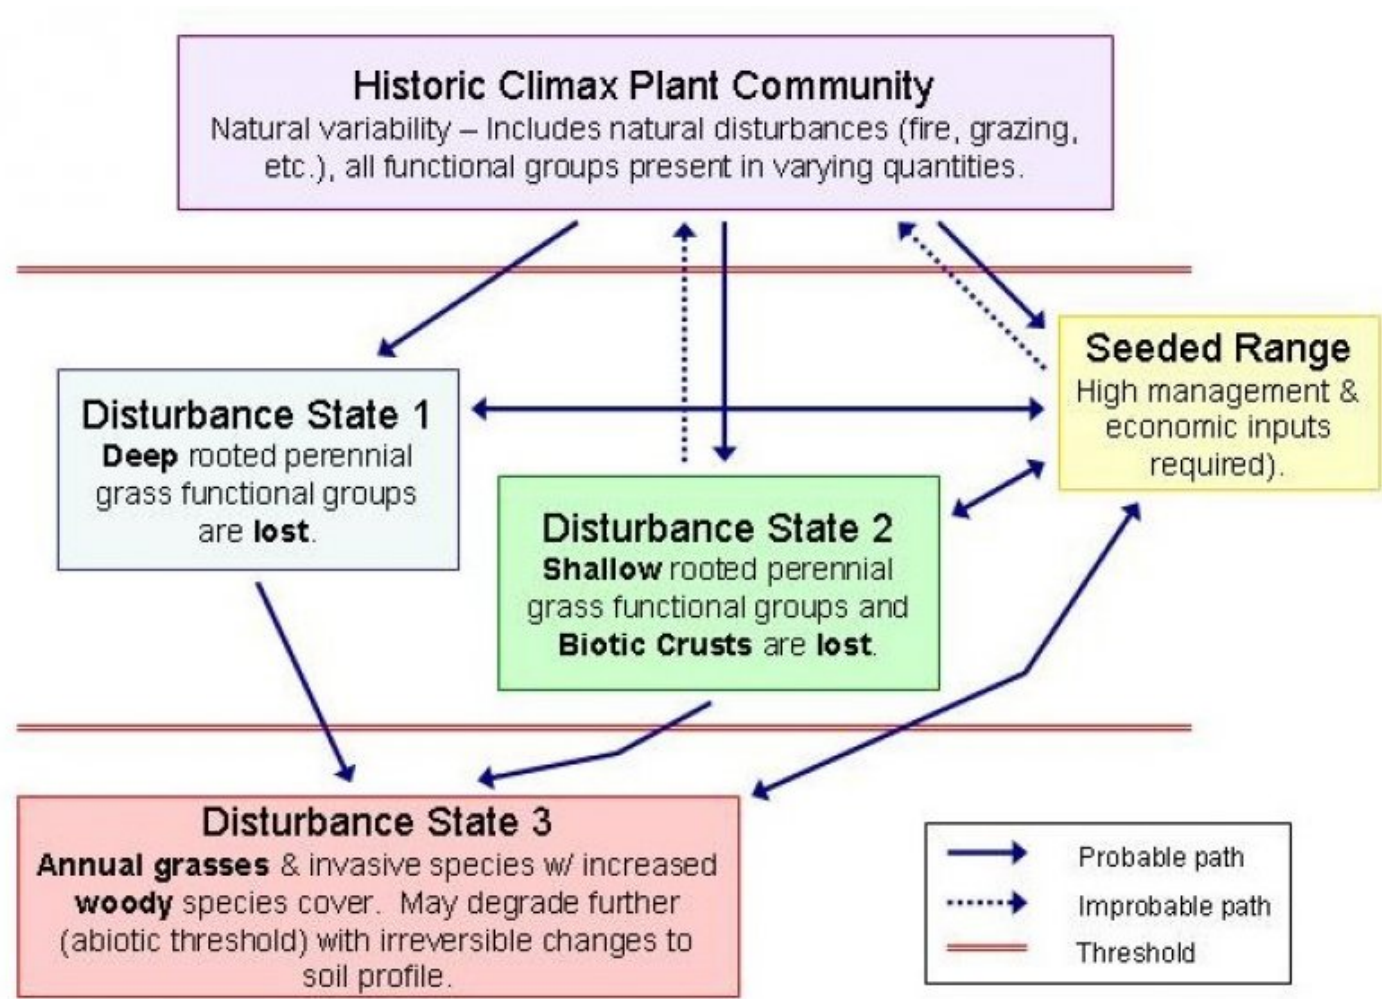 Historic Climax Plant Community
Natural variability – Includes natural disturbances (fire, grazing,
etc.), all functional groups present in varying quantities.
Seeded Range
High management &
economic inputs
required).
Disturbance State 1
Deep rooted perennial
grass functional groups
are lost.
Disturbance State 2
Shallow rooted perennial
grass functional groups and
Biotic Crusts are lost.
Disturbance State 3
Annual grasses & invasive species w/ increased
woody species cover.  May degrade further
(abiotic threshold) with irreversible changes to
soil profile.
Probable path
Improbable path
Threshold